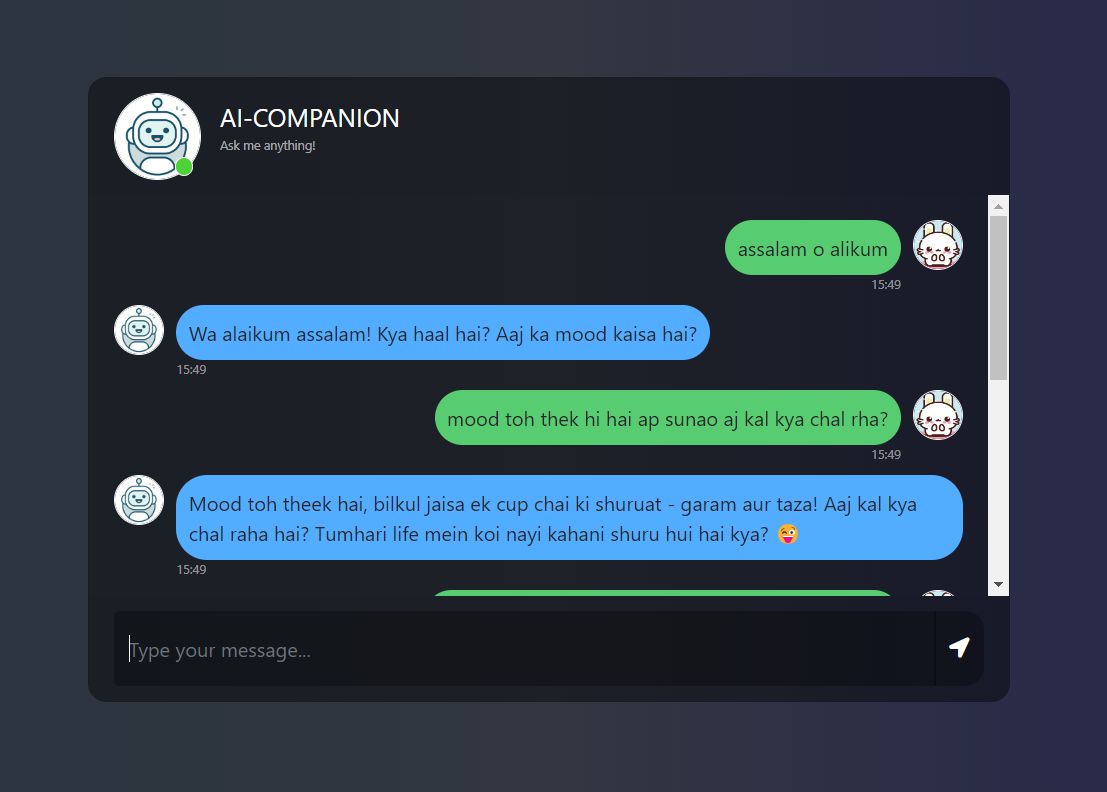 AI-COMPANION
Ask me anything!
assalam o alikum
15:49
Wa alaikum assalam! Kya haal hai? Aaj ka mood kaisa hai?
15:49
mood toh thek hi hai ap sunao aj kal kya chal rha?
15:49
Mood toh theek hai, bilkul jaisa ek cup chai ki shuruat - garam aur taza! Aaj kal kya
chal raha hai? Tumhari life mein koi nayi kahani shuru hui hai kya? 😜
15:49
Type your message...